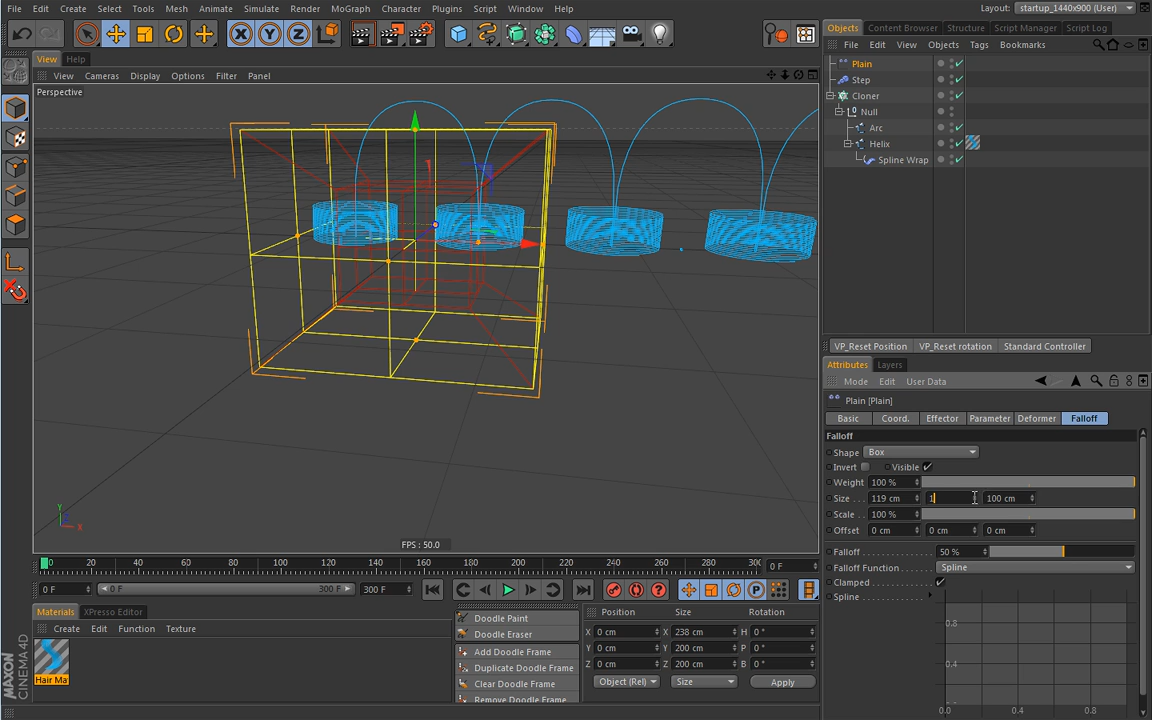 File Edit Create Select Tools Mesh Animate Simulate Render MoGraph Character Plugins Script Window Help
Layout: startup_1440x900 (User)
X Y Z
Objects Content Browser Structure Script Manager Script Log
File Edit View Objects Tags Bookmarks
View Help
View Cameras Display Options Filter Panel
Perspective
Plain
Step
Cloner
Null
Arc
Helix
Spline Wrap
Y
X
FPS : 50.0
VP_Reset Position VP_Reset rotation Standard Controller
Attributes Layers
Mode Edit User Data
Plain [Plain]
Basic Coord. Effector Parameter Deformer Falloff
Falloff
Shape Box
Invert Visible
Weight 100 %
Size . . . 119 cm 1 100 cm
Scale . . 100 %
Offset 0 cm 0 cm 0 cm
Falloff 50 %
Falloff Function Spline
Clamped
Spline
0.8
0.4
0.0 0.4 0.8
0 20 40 60 80 100 120 140 160 180 200 220 240 260 280 30( 0 F
0 F 0 F 300 F 300 F
P
Materials XPresso Editor
Create Edit Function Texture
Hair Ma
MAXON
CINEMA 4D
Doodle Paint
Doodle Eraser
Add Doodle Frame
Duplicate Doodle Frame
Clear Doodle Frame
Remove Doodle Frame
Position Size Rotation
X 0 cm X 238 cm H 0 °
Y 0 cm Y 200 cm P 0 °
Z 0 cm Z 200 cm B 0 °
Object (Rel) Size Apply